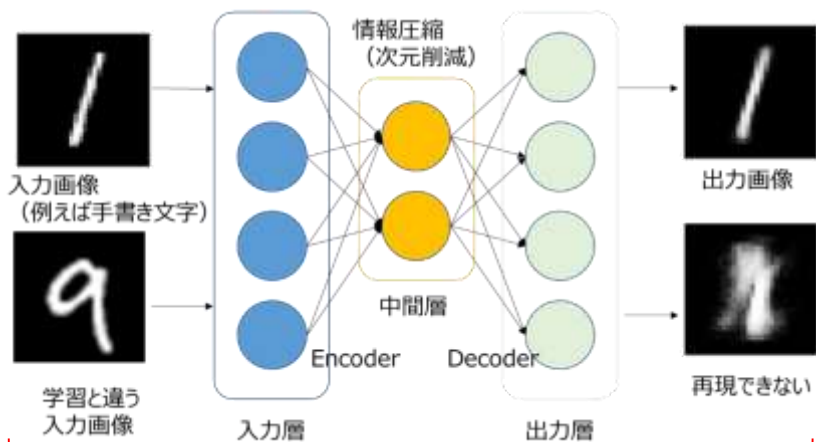 情報圧縮
（次元削減）
入力画像
（例えば手書き文字）
出力画像
中間層
Encoder
Decoder
学習と違う
入力画像
再現できない
入力層
出力層